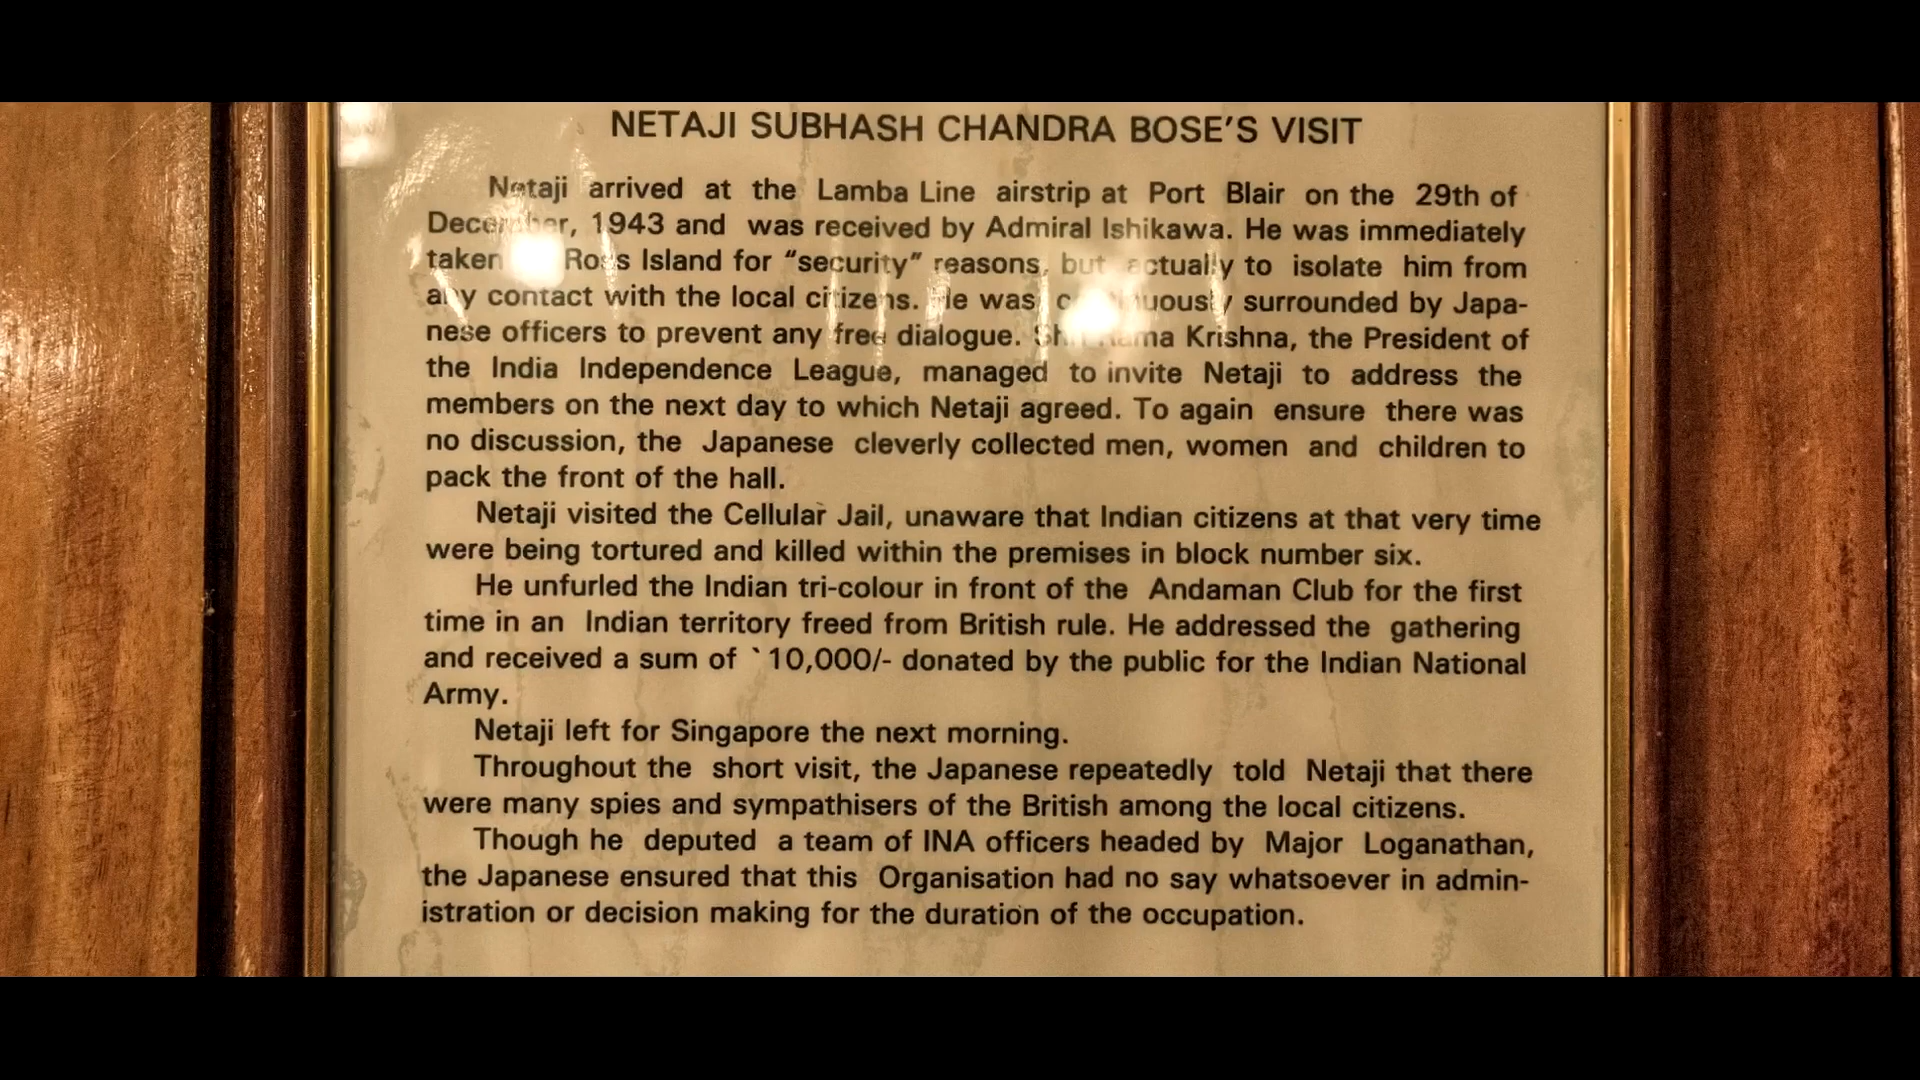 NETAJI SUBHASH CHANDRA BOSE'S VISIT
Netaji arrived at the Lamba Line airstrip at Port Blair on the 29th of
December, 1943 and was received by Admiral Ishikawa. He was immediately
taken Ross Island for “security” reasons, but actually to isolate him from
any contact with the local citizens. He was continuously surrounded by Japa-
nese officers to prevent any free dialogue. Krishna, the President of
the India Independence League, managed to invite Netaji to address the
members on the next day to which Netaji agreed. To again ensure there was
no discussion, the Japanese cleverly collected men, women and children to
pack the front of the hall.
Netaji visited the Cellular Jail, unaware that Indian citizens at that very time
were being tortured and killed within the premises in block number six.
He unfurled the Indian tri-colour in front of the Andaman Club for the first
time in an Indian territory freed from British rule. He addressed the gathering
and received a sum of `10,000/- donated by the public for the Indian National
Army.
Netaji left for Singapore the next morning.
Throughout the short visit, the Japanese repeatedly told Netaji that there
were many spies and sympathisers of the British among the local citizens.
Though he deputed a team of INA officers headed by Major Loganathan,
the Japanese ensured that this Organisation had no say whatsoever in admin-
istration or decision making for the duration of the occupation.